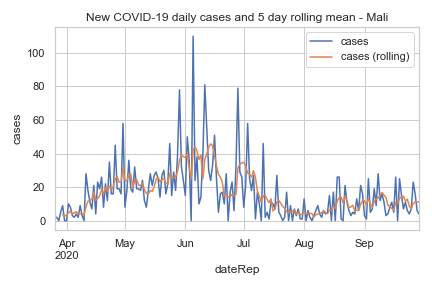 New COVID-19 daily cases and 5 day rolling mean - Mali
cases
cases (rolling)
100
80
60
40
20
0
cases
Apr
2020
May
Jun
Jul
Aug
Sep
dateRep